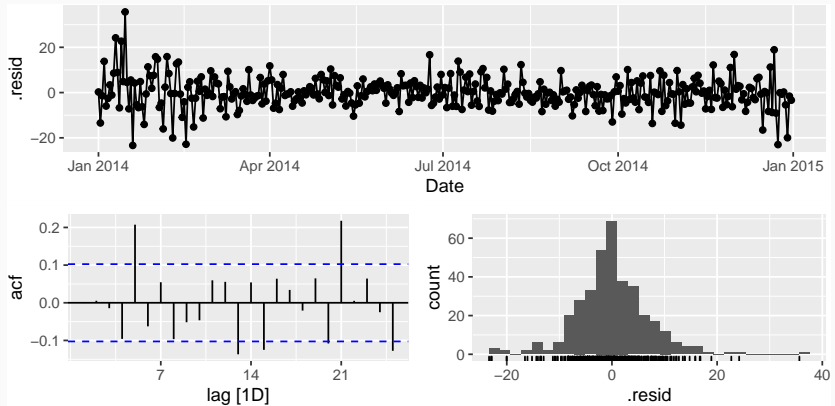 .resid
20
0
−20
Jan 2014
Apr 2014
Jul 2014
Oct 2014
Jan 2015
Date
acf
0.2
0.1
0.0
−0.1
7
14
21
lag [1D]
count
60
40
20
0
−20
0
20
40
.resid